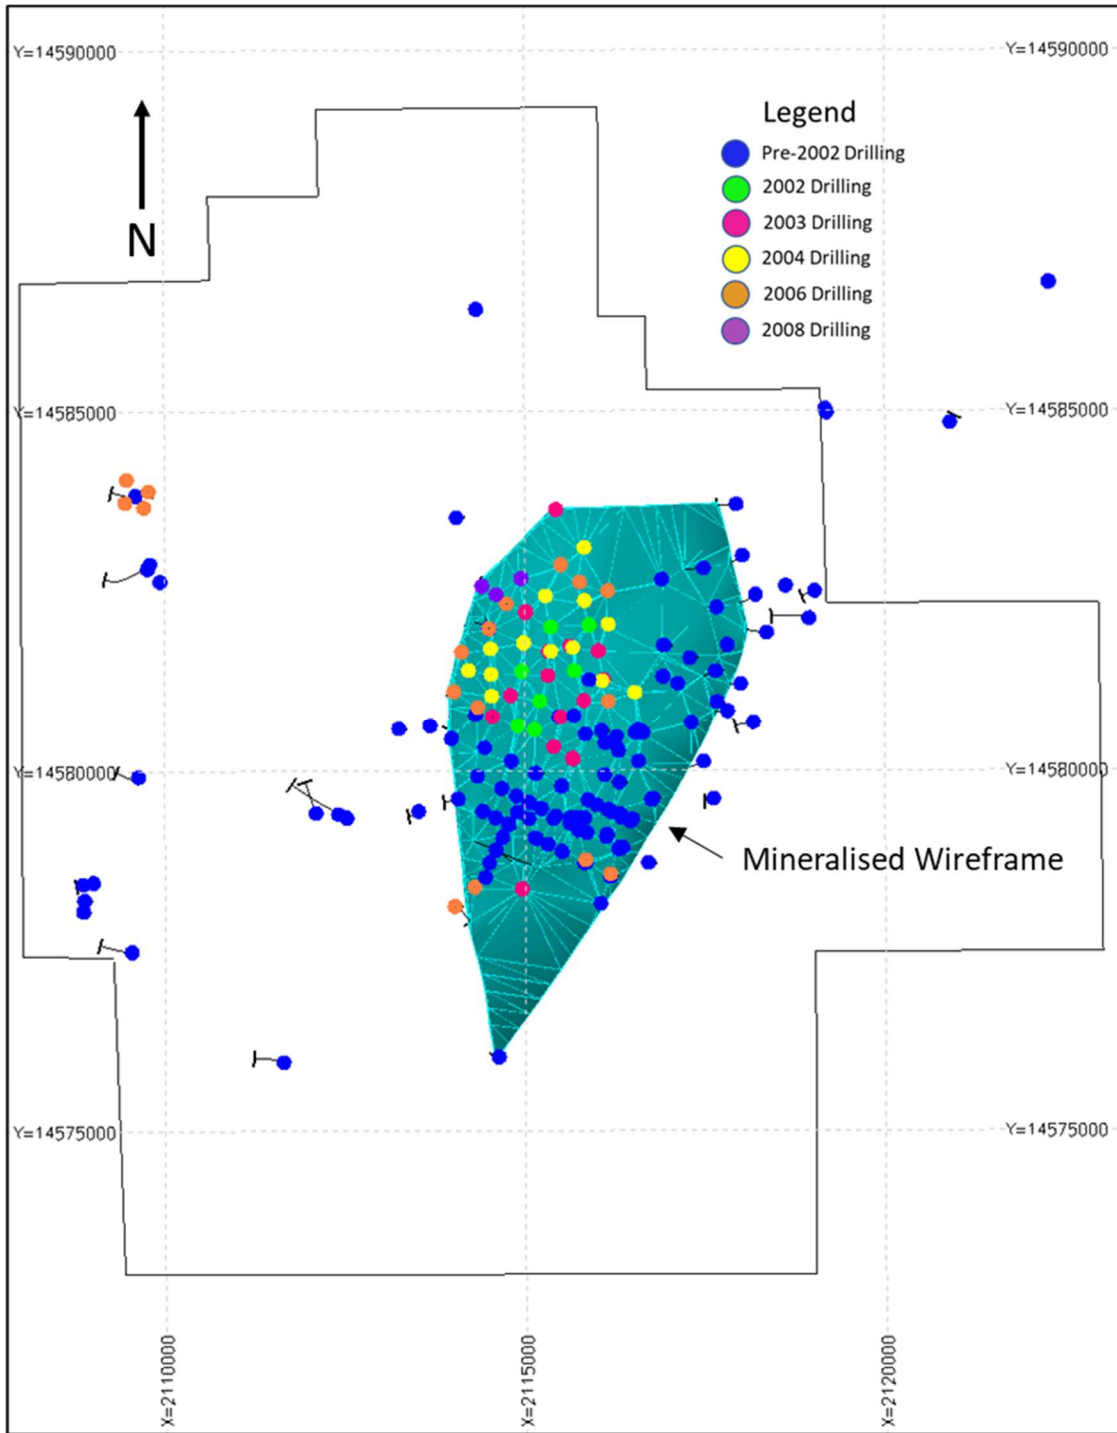 Y=14590000
Y=14590000
Legend
Pre-2002 Drilling
2002 Drilling
2003 Drilling
2004 Drilling
2006 Drilling
2008 Drilling
N
Y=14585000
Y=14585000
Y=14580000
Y=14580000
Mineralised Wireframe
Y=14575000
Y=14575000
X=2110000
X=2115000
X=2120000